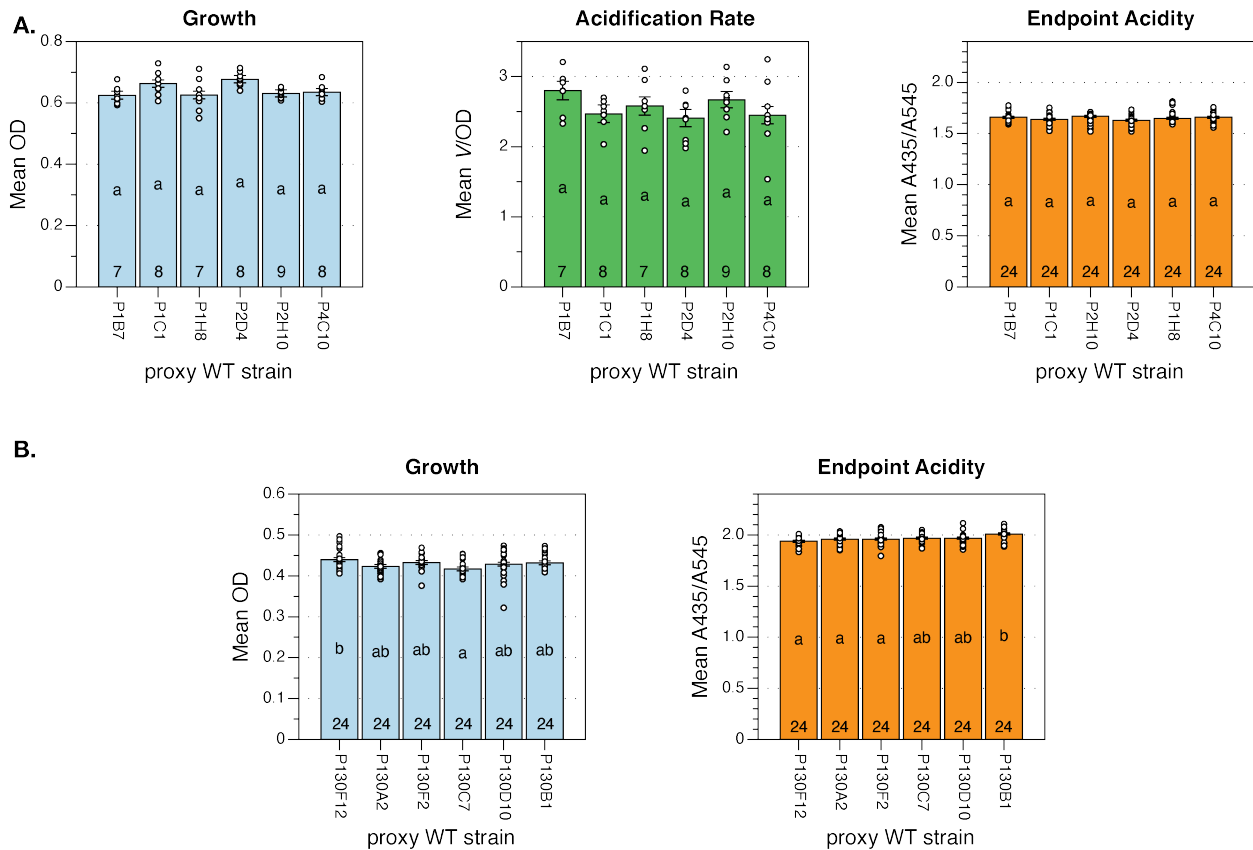 A.
Growth
Mean OD
0.8
0.6
0.4
0.2
0
a a a a a a
7 8 7 8 9 8
P1B7 P1C1 P1H8 P2D4 P2H10 P4C10
proxy WT strain
Acidification Rate
Mean V/OD
3
2
1
0
a a a a a a
7 8 7 8 9 8
P1B7 P1C1 P1H8 P2D4 P2H10 P4C10
proxy WT strain
Endpoint Acidity
Mean A435/A545
2.0
1.5
1.0
0.5
0
a a a a a a
24 24 24 24 24 24
P1B7 P1C1 P2H10 P2D4 P1H8 P4C10
proxy WT strain
B.
Growth
Mean OD
0.6
0.5
0.4
0.3
0.2
0.1
0
b ab ab a ab ab
24 24 24 24 24 24
P130F12 P130A2 P130F2 P130C7 P130D10 P130B1
proxy WT strain
Endpoint Acidity
Mean A435/A545
2.0
1.5
1.0
0.5
0
a a a ab ab b
24 24 24 24 24 24
P130F12 P130A2 P130F2 P130C7 P130D10 P130B1
proxy WT strain